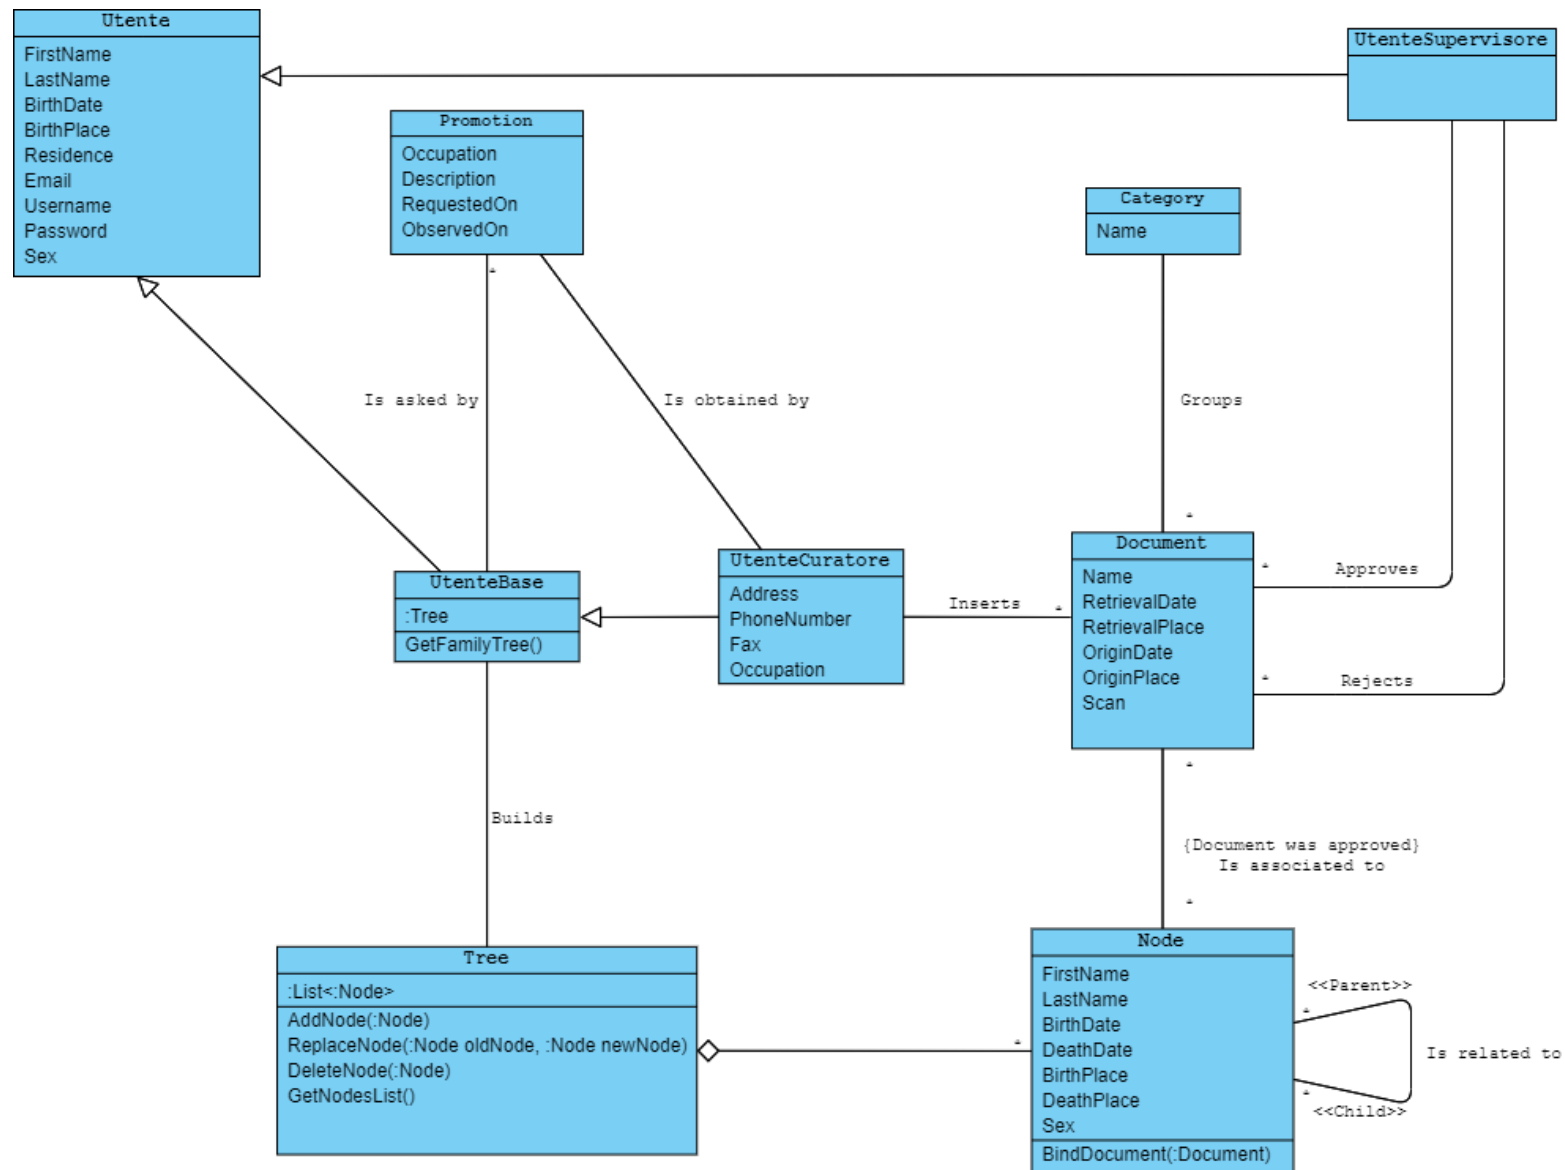 Utente
FirstName
LastName
BirthDate
BirthPlace
Residence
Email
Username
Password
Sex
UtenteSupervisore
Promotion
Occupation
Description
RequestedOn
ObservedOn
*
Category
Name
Is asked by
Is obtained by
Groups
*
UtenteBase
:Tree
GetFamilyTree()
UtenteCuratore
Address
PhoneNumber
Fax
Occupation
Inserts
*
Document
Name
RetrievalDate
RetrievalPlace
OriginDate
OriginPlace
Scan
*
Approves
*
Rejects
*
Builds
{Document was approved}
Is associated to
*
Tree
:List<:Node>
AddNode(:Node)
ReplaceNode(:Node oldNode, :Node newNode)
DeleteNode(:Node)
GetNodesList()
*
Node
FirstName
LastName
BirthDate
DeathDate
BirthPlace
DeathPlace
Sex
BindDocument(:Document)
<<Parent>>
*
Is related to
*
<<Child>>